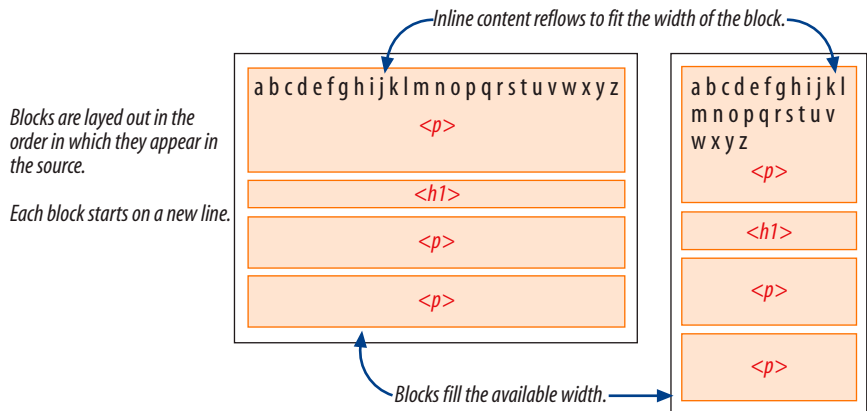 Inline content reflows to fit the width of the block.
Blocks are layed out in the
order in which they appear in
the source.
Each block starts on a new line.
a b c d e f g h i j k l m n o p q r s t u v w x y z
<p>
<h1>
<p>
<p>
a b c d e f g h i j k l
m n o p q r s t u v
w x y z
<p>
<h1>
<p>
<p>
Blocks fill the available width.